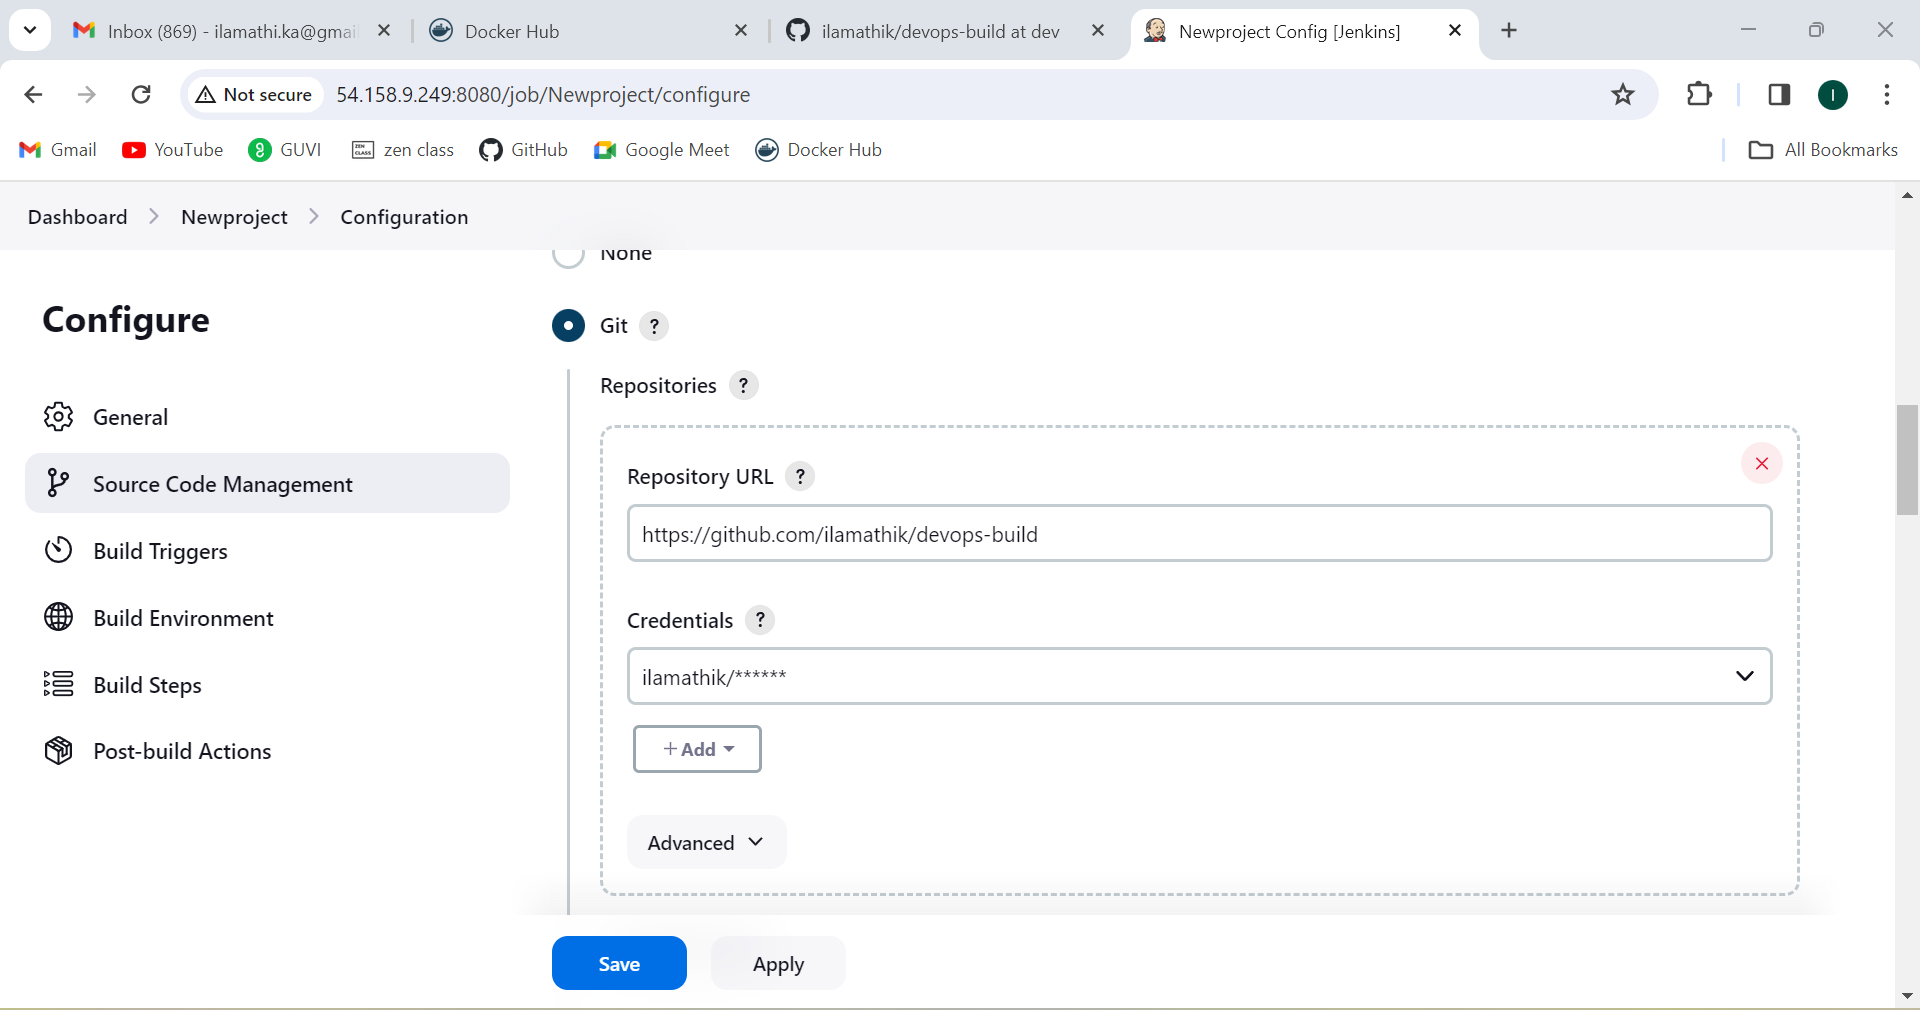 Inbox (869) - ilamathi.ka@gmai
Docker Hub
ilamathik/devops-build at dev
Newproject Config [Jenkins]
Not secure
54.158.9.249:8080/job/Newproject/configure
I
Gmail
YouTube
GUVI
ZEN CLASS
zen class
GitHub
Google Meet
Docker Hub
All Bookmarks
Dashboard
Newproject
Configuration
None
Configure
Git ?
Repositories ?
General
Repository URL ?
Source Code Management
https://github.com/ilamathik/devops-build
Build Triggers
Build Environment
Credentials ?
ilamathik/******
Build Steps
+ Add
Post-build Actions
Advanced
Save
Apply